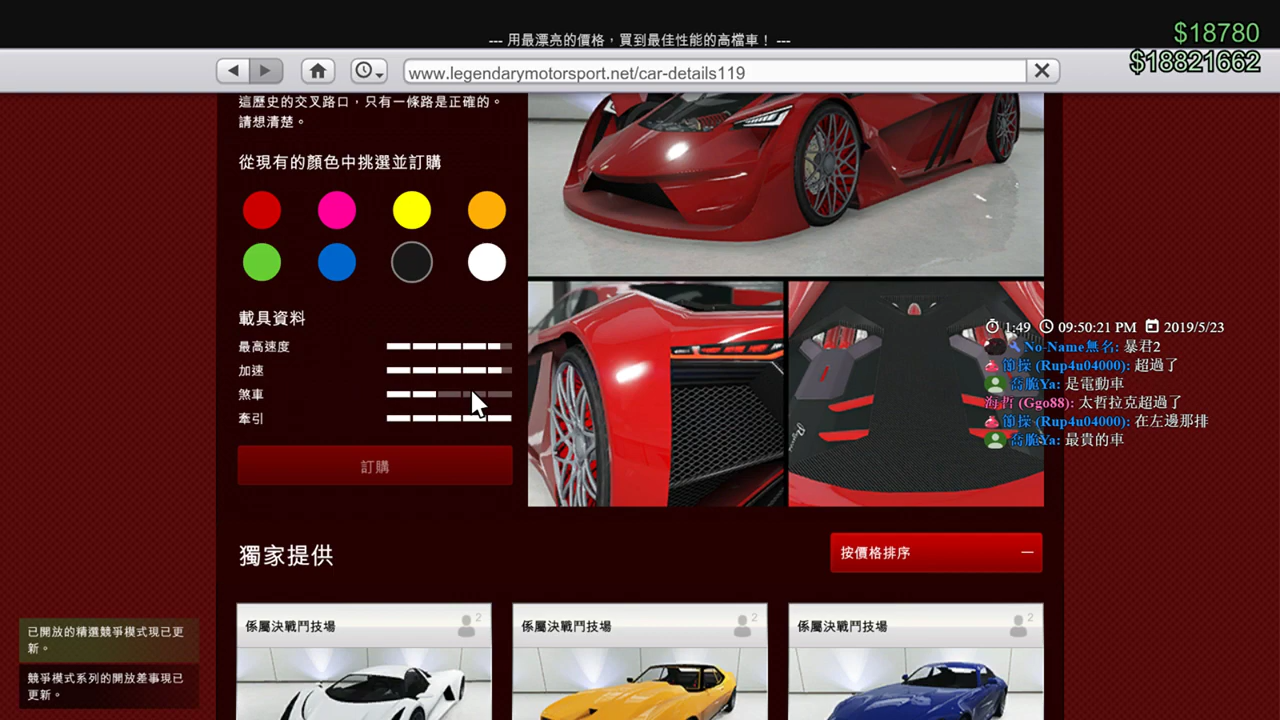 --- 用最漂亮的價格，買到最佳性能的高檔車！ ---
$18780
$18821662
www.legendarymotorsport.net/car-details119
這歷史的交叉路口，只有一條路是正確的。
請想清楚。
從現有的顏色中挑選並訂購
載具資料
最高速度
加速
煞車
牽引
訂購
1:49 09:50:21 PM 2019/5/23
No-Name無名: 暴君2
節操 (Rup4u04000): 超過了
喬脆Ya: 是電動車
海哲 (Ggo88): 太哲拉克超過了
節操 (Rup4u04000): 在左邊那排
喬脆Ya: 最貴的車
獨家提供
按價格排序
係屬決戰鬥技場 2
係屬決戰鬥技場 2
係屬決戰鬥技場 2
已開放的精選競爭模式現已更
新。
競爭模式系列的開放差事現已
更新。